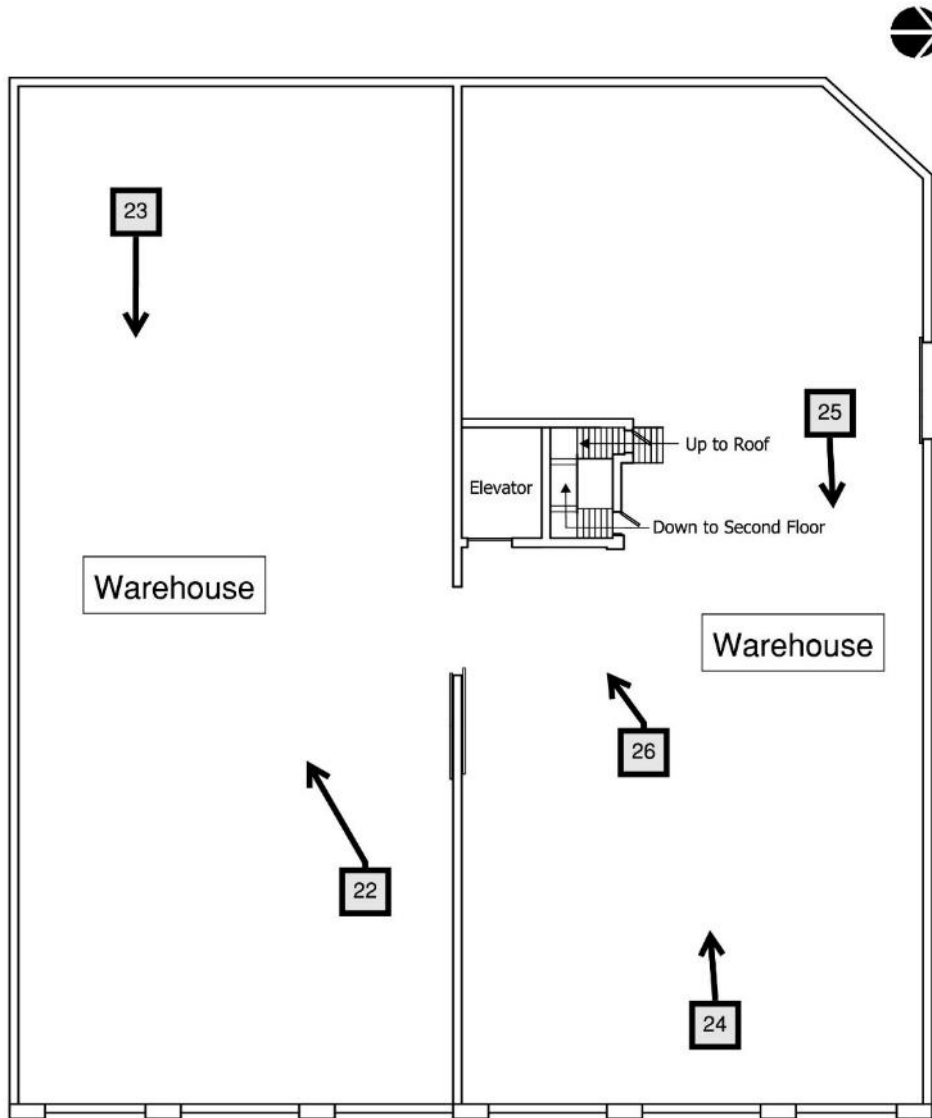 23
25
Up to Roof
Elevator
Down to Second Floor
Warehouse
Warehouse
26
22
24